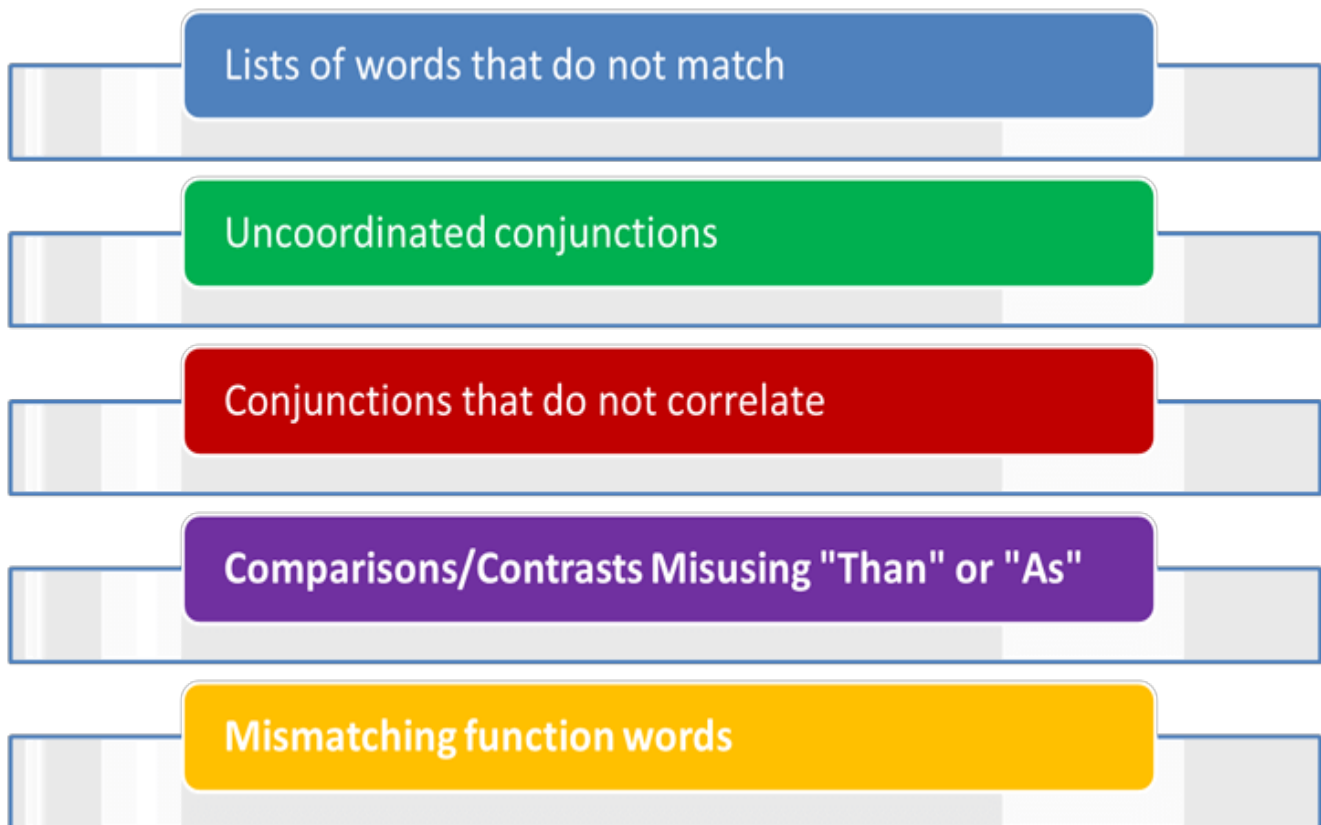 Lists of words that do not match
Uncoordinated conjunctions
Conjunctions that do not correlate
Comparisons/Contrasts Misusing "Than" or "As"
Mismatching function words